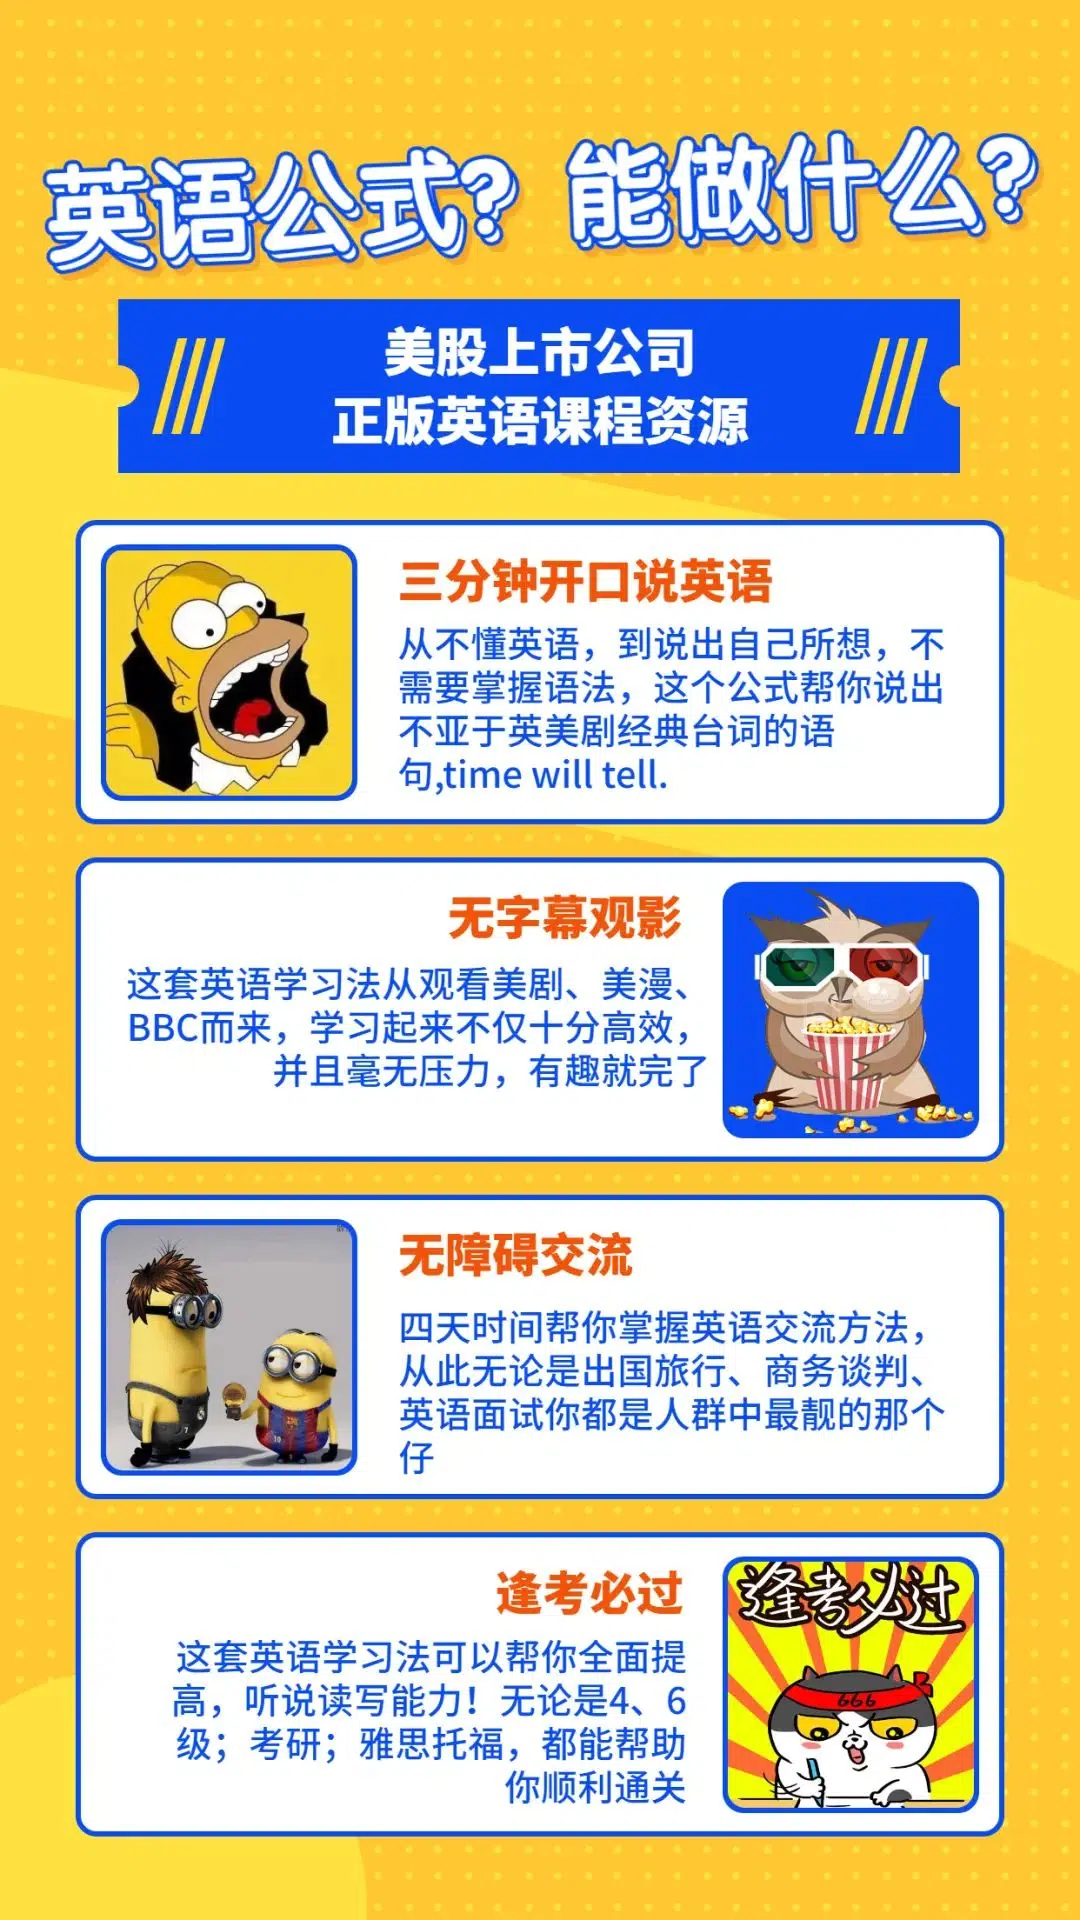 英语公式？能做什么？
美股上市公司
正版英语课程资源
三分钟开口说英语
从不懂英语，到说出自己所想，不
需要掌握语法，这个公式帮你说出
不亚于英美剧经典台词的语
句,time will tell.
无字幕观影
这套英语学习法从观看美剧、美漫、
BBC而来，学习起来不仅十分高效，
并且毫无压力，有趣就完了
无障碍交流
四天时间帮你掌握英语交流方法，
从此无论是出国旅行、商务谈判、
英语面试你都是人群中最靓的那个
仔
7
10
逢考必过
这套英语学习法可以帮你全面提
高，听说读写能力！无论是4、6
级；考研；雅思托福，都能帮助
你顺利通关
逢考必过
666